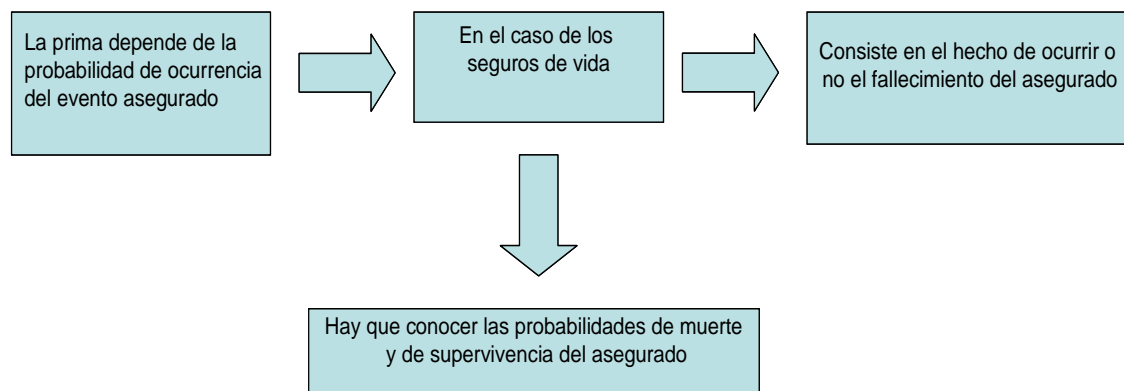 La prima depende de la
probabilidad de ocurrencia
del evento asegurado
En el caso de los
seguros de vida
Consiste en el hecho de ocurrir o
no el fallecimiento del asegurado
Hay que conocer las probabilidades de muerte
y de supervivencia del asegurado